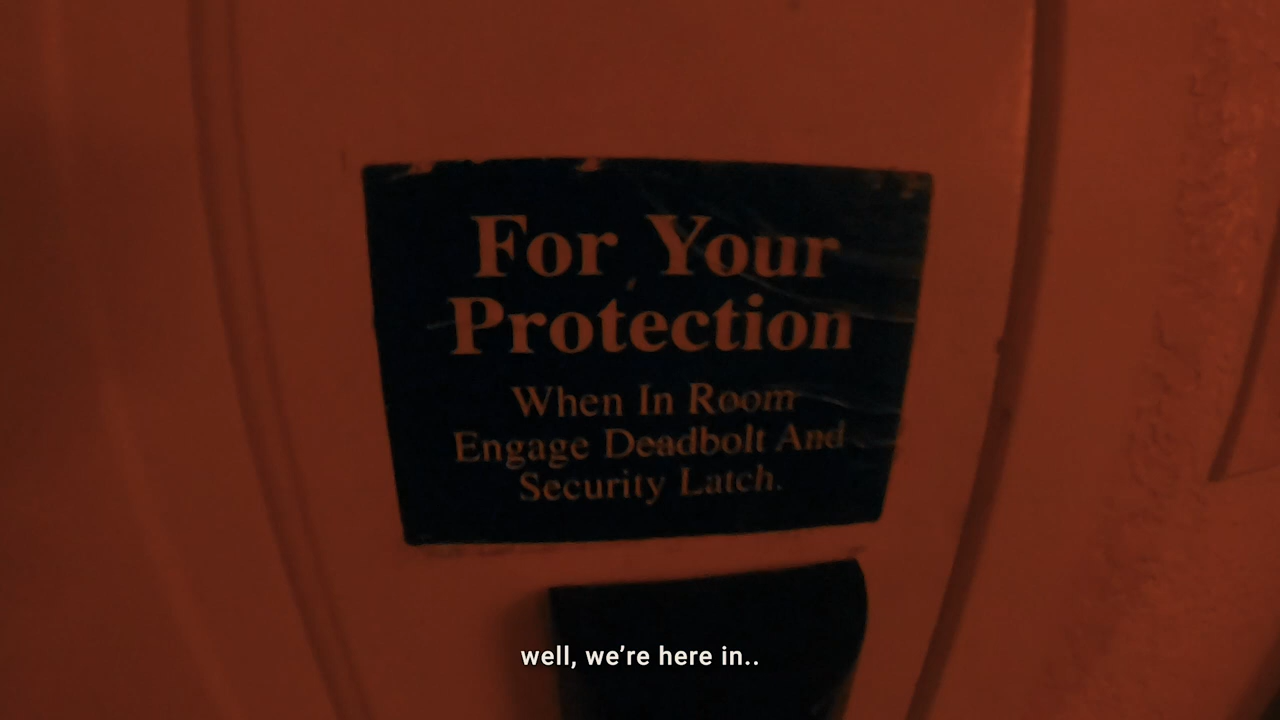 For Your
Protection
When In Room
Engage Deadbolt And
Security Latch.
well, we’re here in..